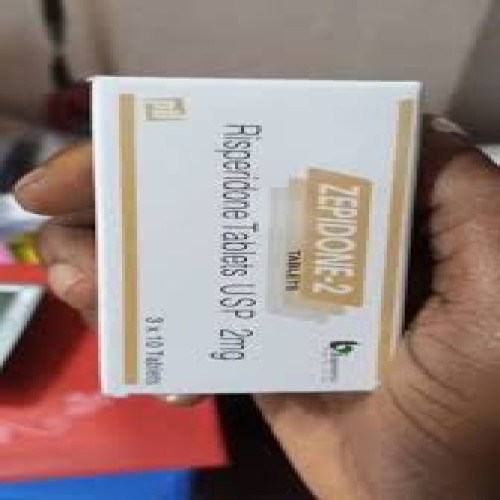 ZEPIDONE-2
TABLETS
Risperidone Tablets USP 2mg
3 x 10 Tablets